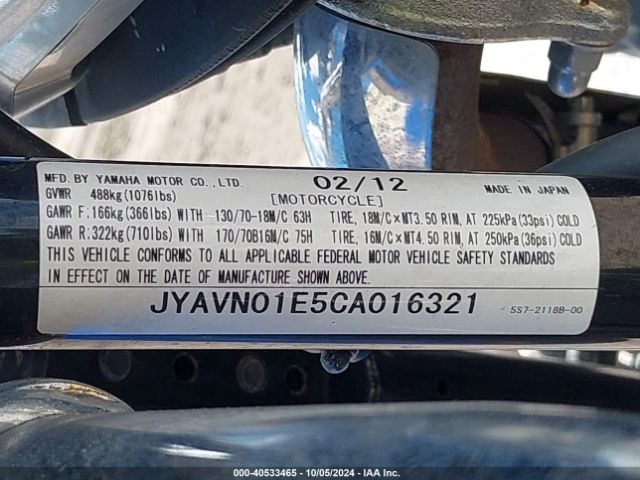 MFD. BY YAMAHA MOTOR CO., LTD. 02/12 MADE IN JAPAN
GVWR 488kg(1076lbs) [MOTORCYCLE]
GAWR F:166kg(366lbs) WITH 130/70-18M/C 63H TIRE, 18M/C×MT3.50 RIM, AT 225kPa(33psi) COLD
GAWR R:322kg(710lbs) WITH 170/70B16M/C 75H TIRE, 16M/C×MT4.50 RIM, AT 250kPa(36psi) COLD
THIS VEHICLE CONFORMS TO ALL APPLICABLE FEDERAL MOTOR VEHICLE SAFETY STANDARDS
IN EFFECT ON THE DATE OF MANUFACTURE SHOWN ABOVE.
JYAVN01E5CA016321 5S7-2118B-00
000-40533465 - 10/05/2024 - IAA Inc.